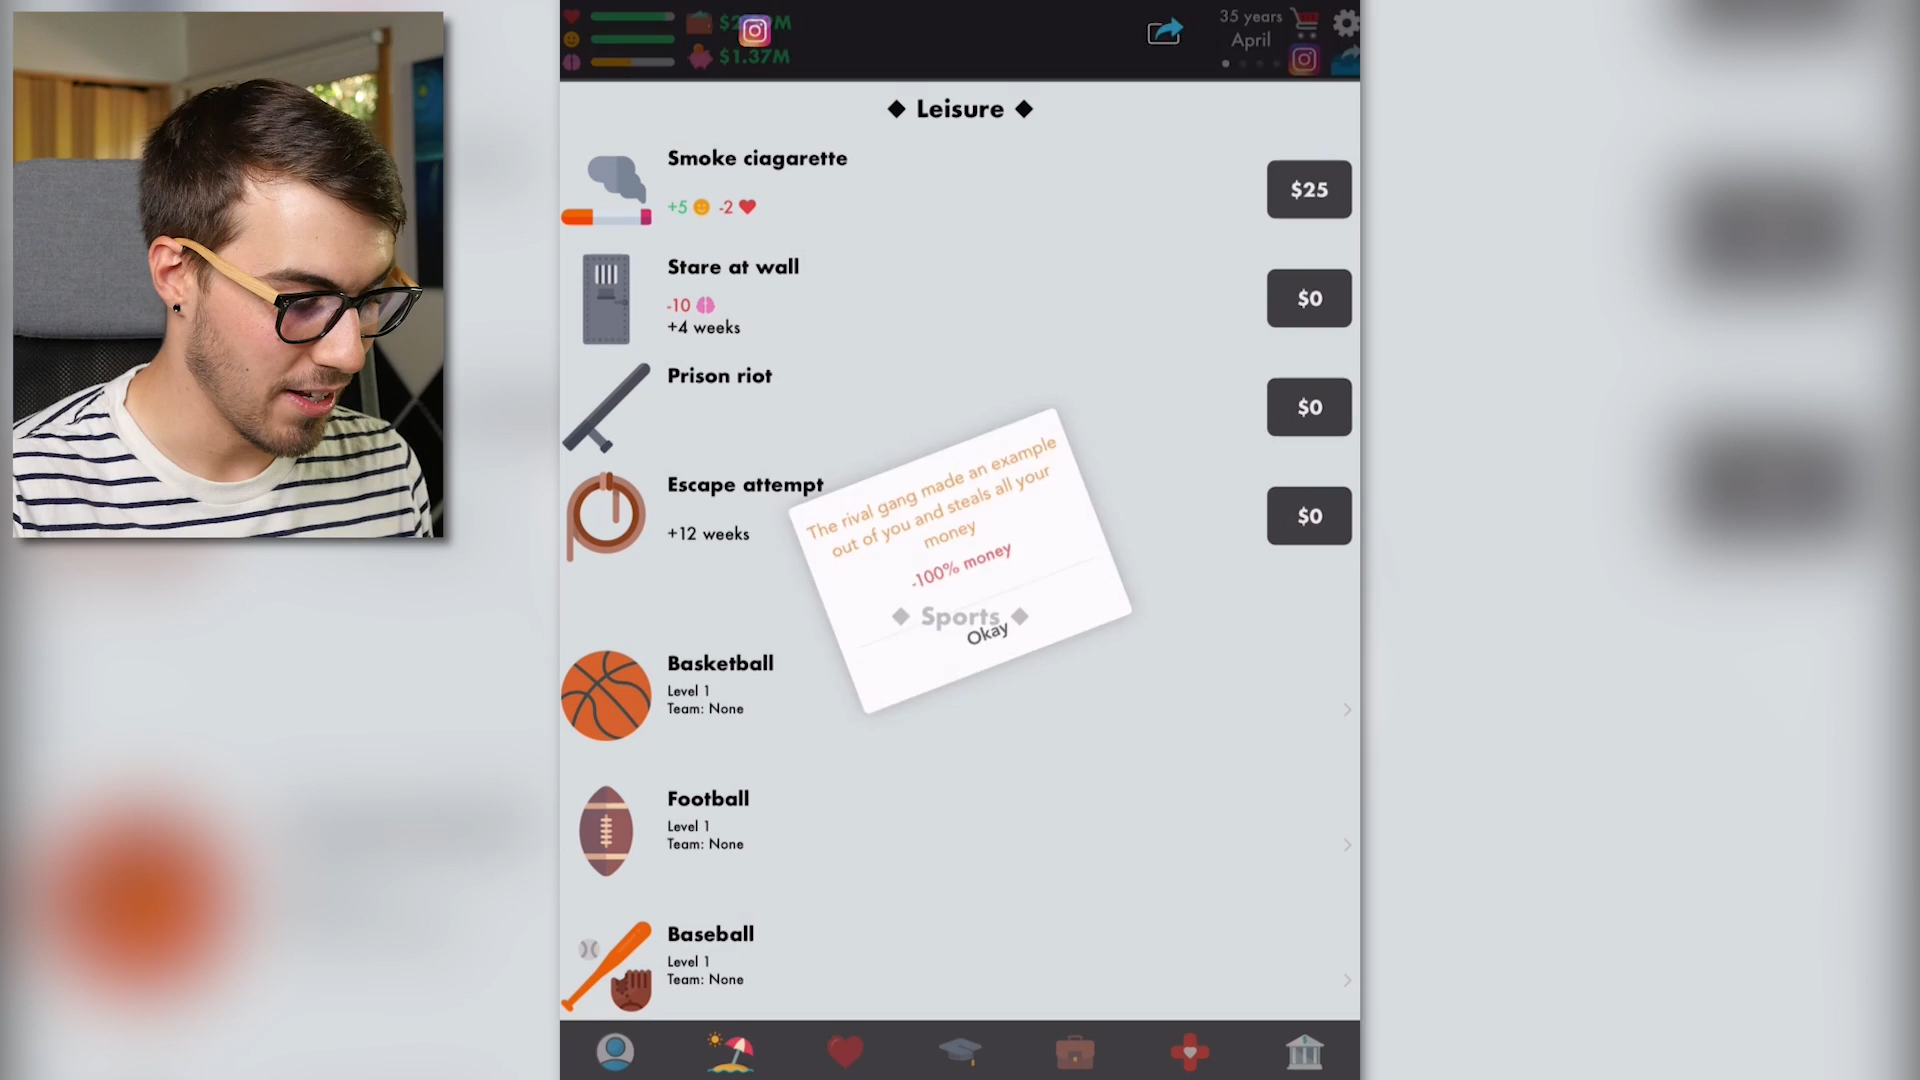 $1.37M
35 years
April
◆ Leisure ◆
Smoke ciagarette
+5 -2
$25
Stare at wall
-10
+4 weeks
$0
Prison riot
$0
Escape attempt
+12 weeks
$0
The rival gang made an example
out of you and steals all your
money
-100% money
Okay
◆ Sports ◆
Basketball
Level 1
Team: None
Football
Level 1
Team: None
Baseball
Level 1
Team: None